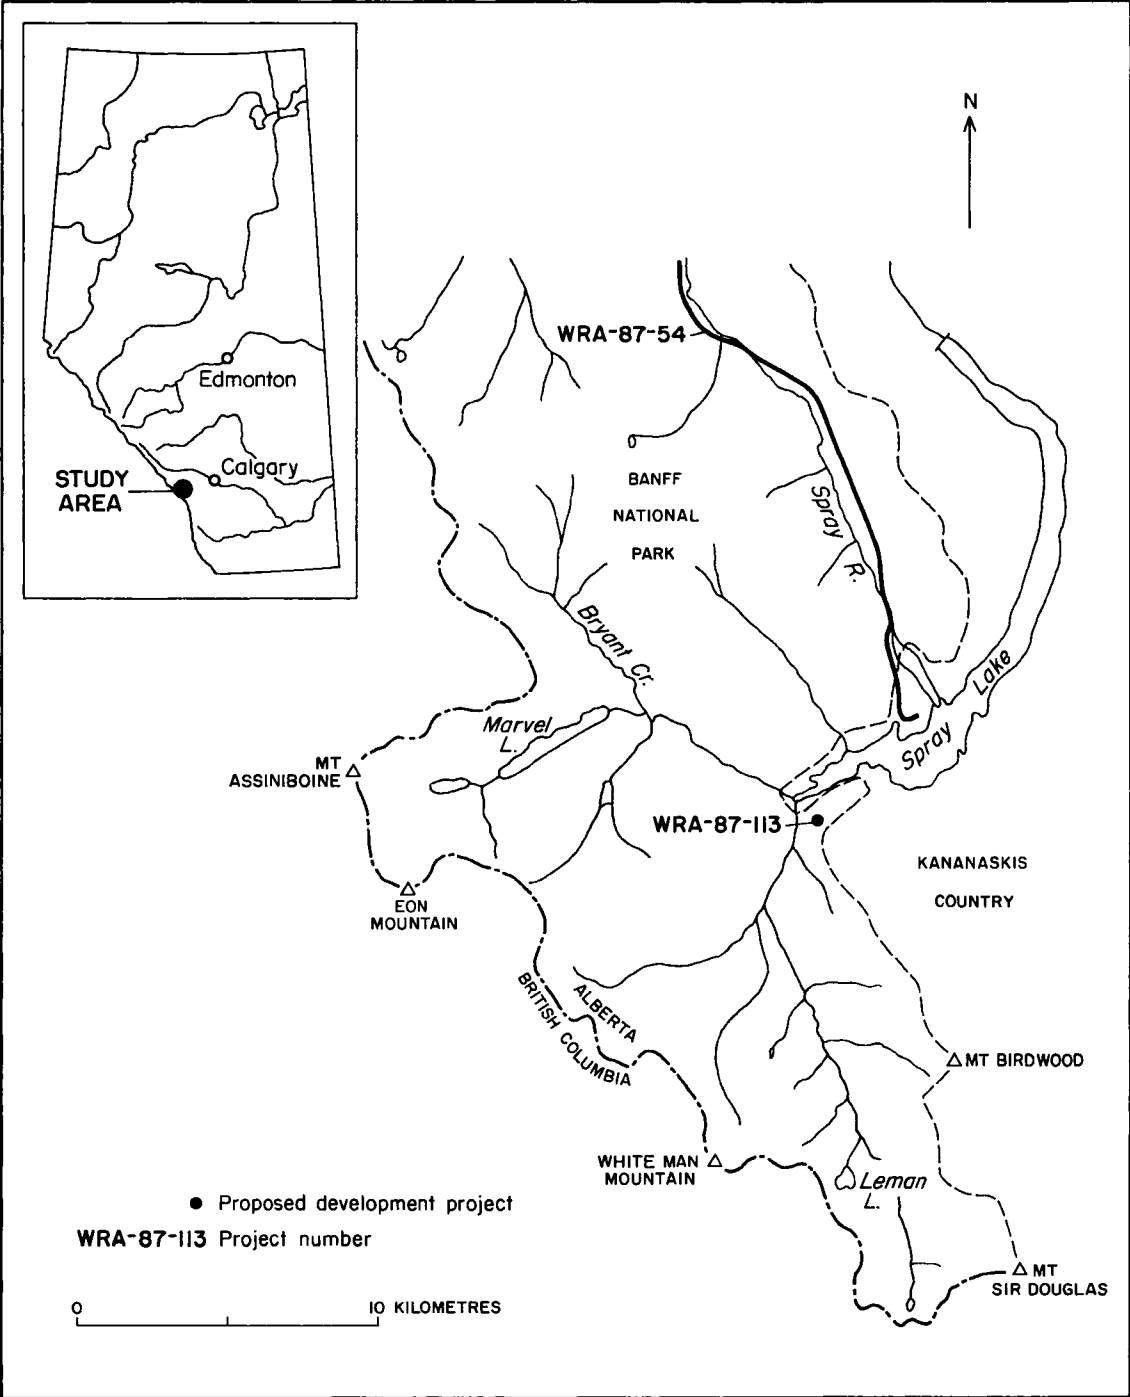 Edmonton
Calgary
STUDY
AREA
N
WRA-87-54
BANFF
NATIONAL
PARK
Spray
R.
Bryant Cr.
Marvel
L.
Spray Lake
MT
ASSINIBOINE
WRA-87-113
KANANASKIS
COUNTRY
EON
MOUNTAIN
ALBERTA
BRITISH COLUMBIA
MT BIRDWOOD
WHITE MAN
MOUNTAIN
Leman
L.
● Proposed development project
WRA-87-113 Project number
MT
SIR DOUGLAS
0 10 KILOMETRES